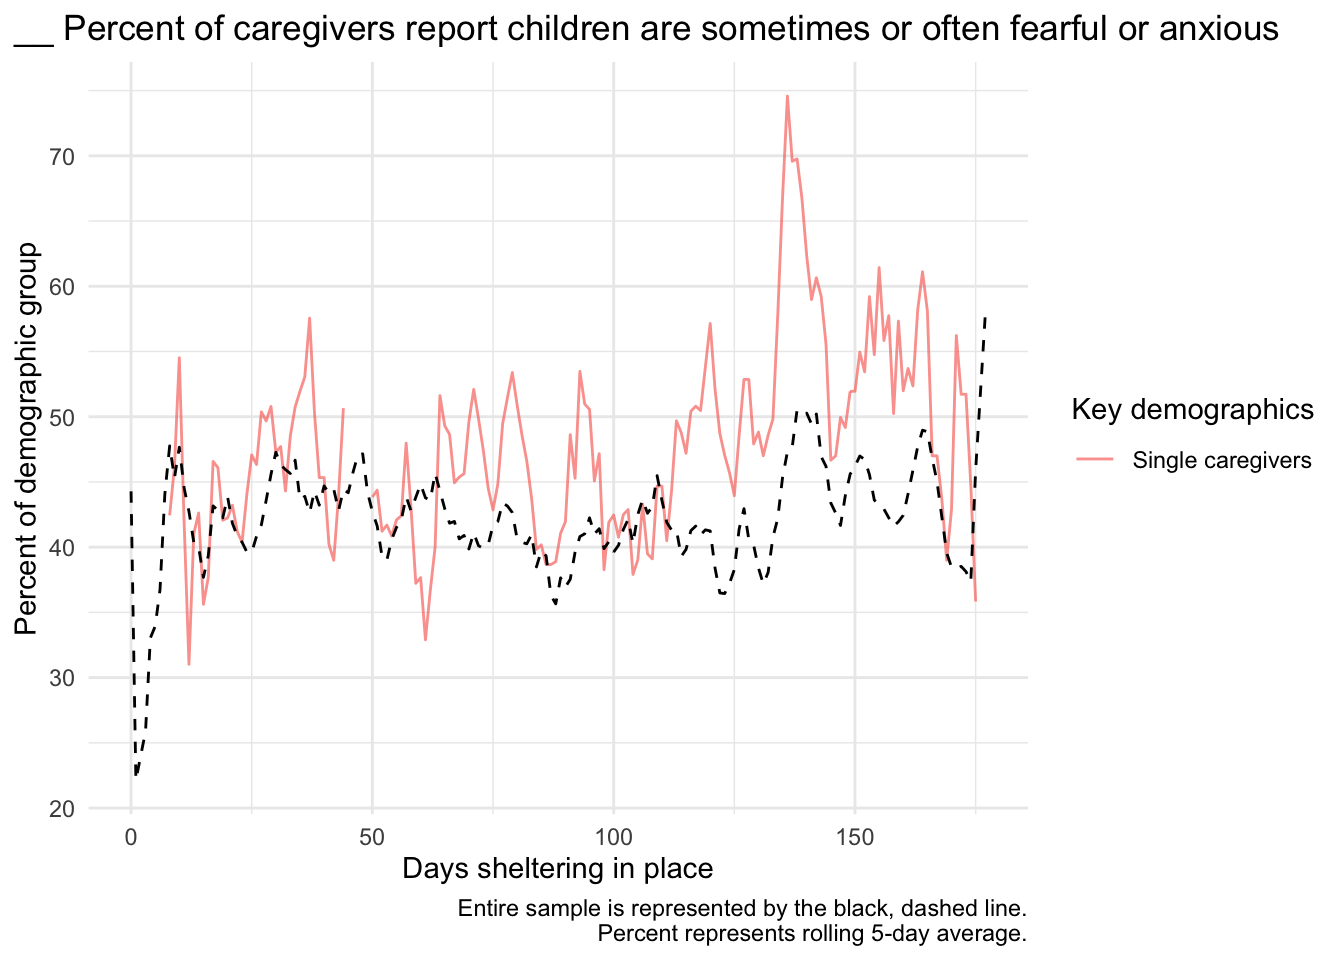 __ Percent of caregivers report children are sometimes or often fearful or anxious
Percent of demographic group
70
60
50
40
30
20
0
50
100
150
Days sheltering in place
Key demographics
Single caregivers
Entire sample is represented by the black, dashed line.
Percent represents rolling 5-day average.